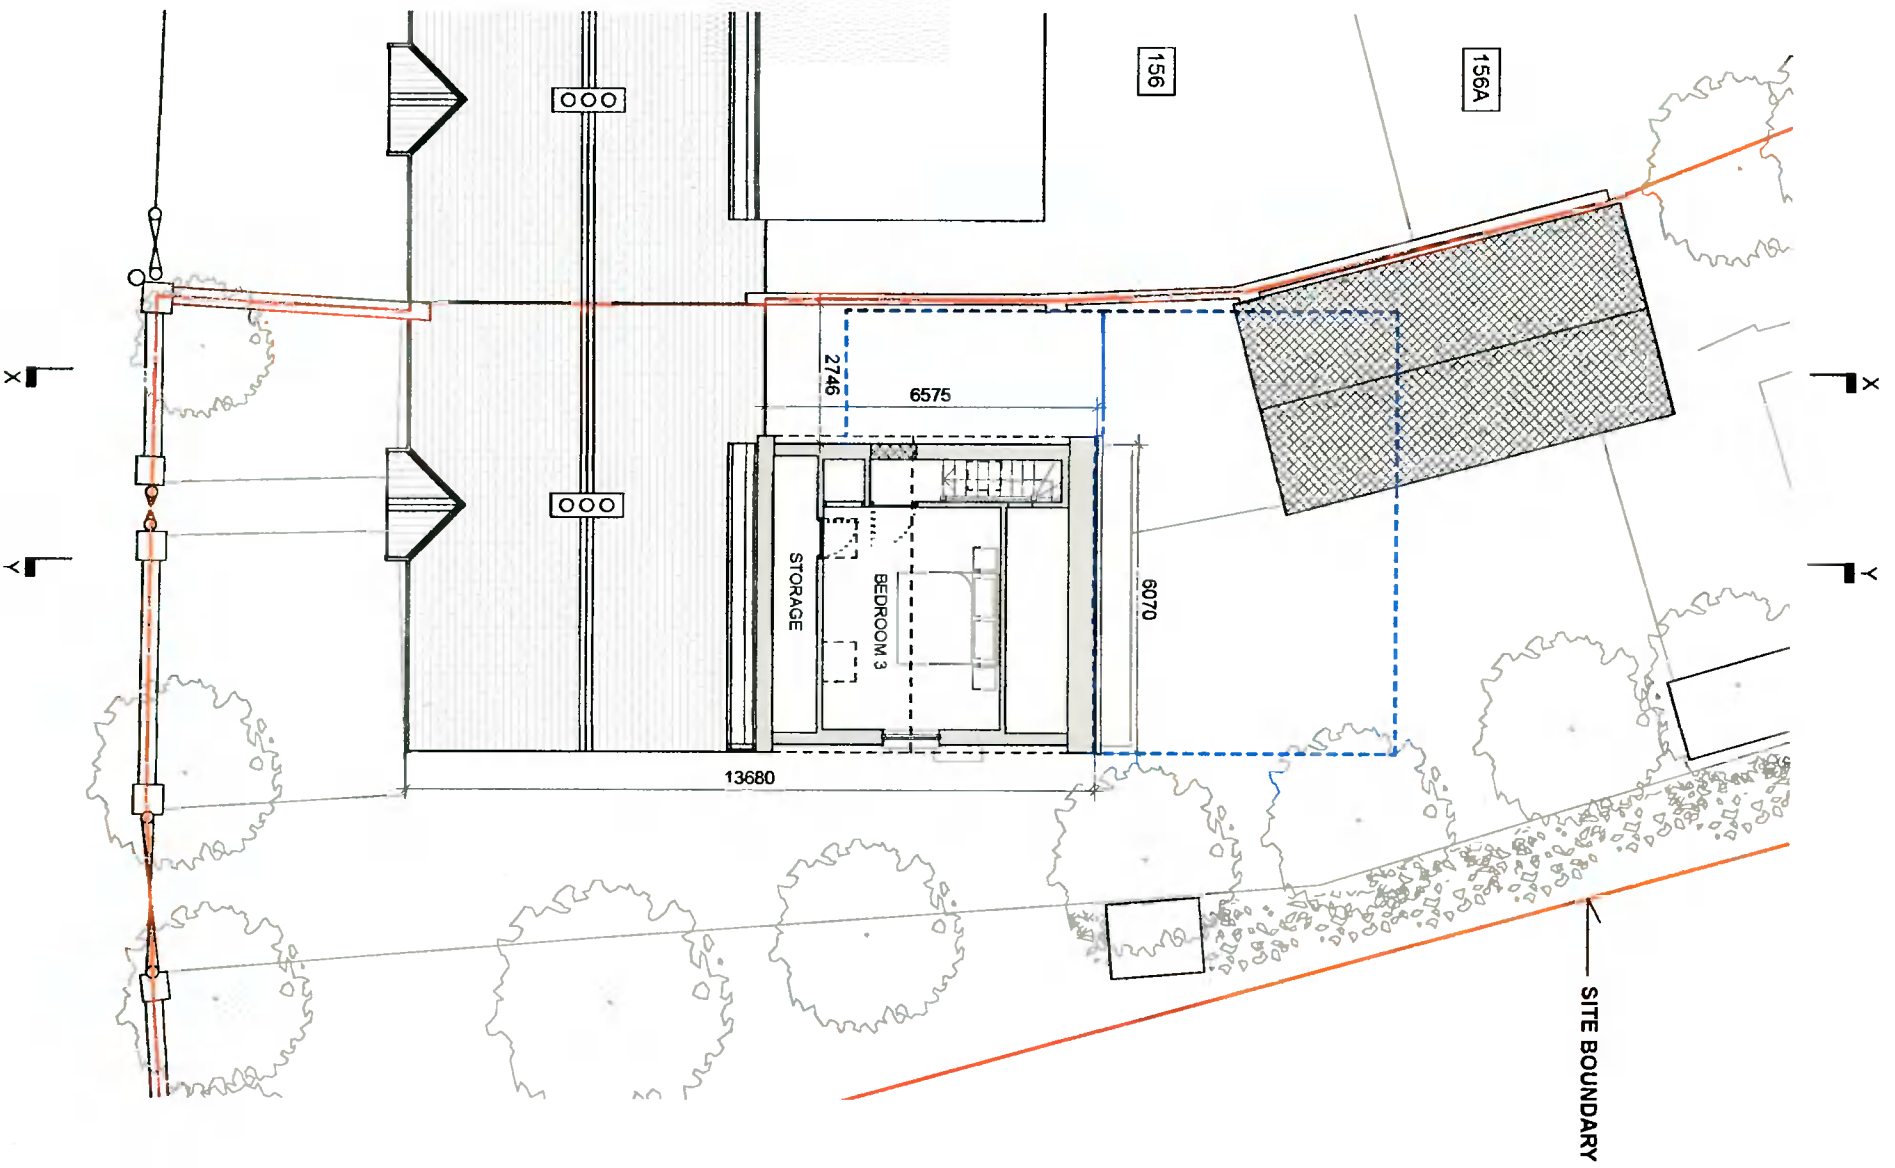 156
156A
X
X
2746
6575
Y
Y
STORAGE
BEDROOM 3
6070
13680
SITE BOUNDARY